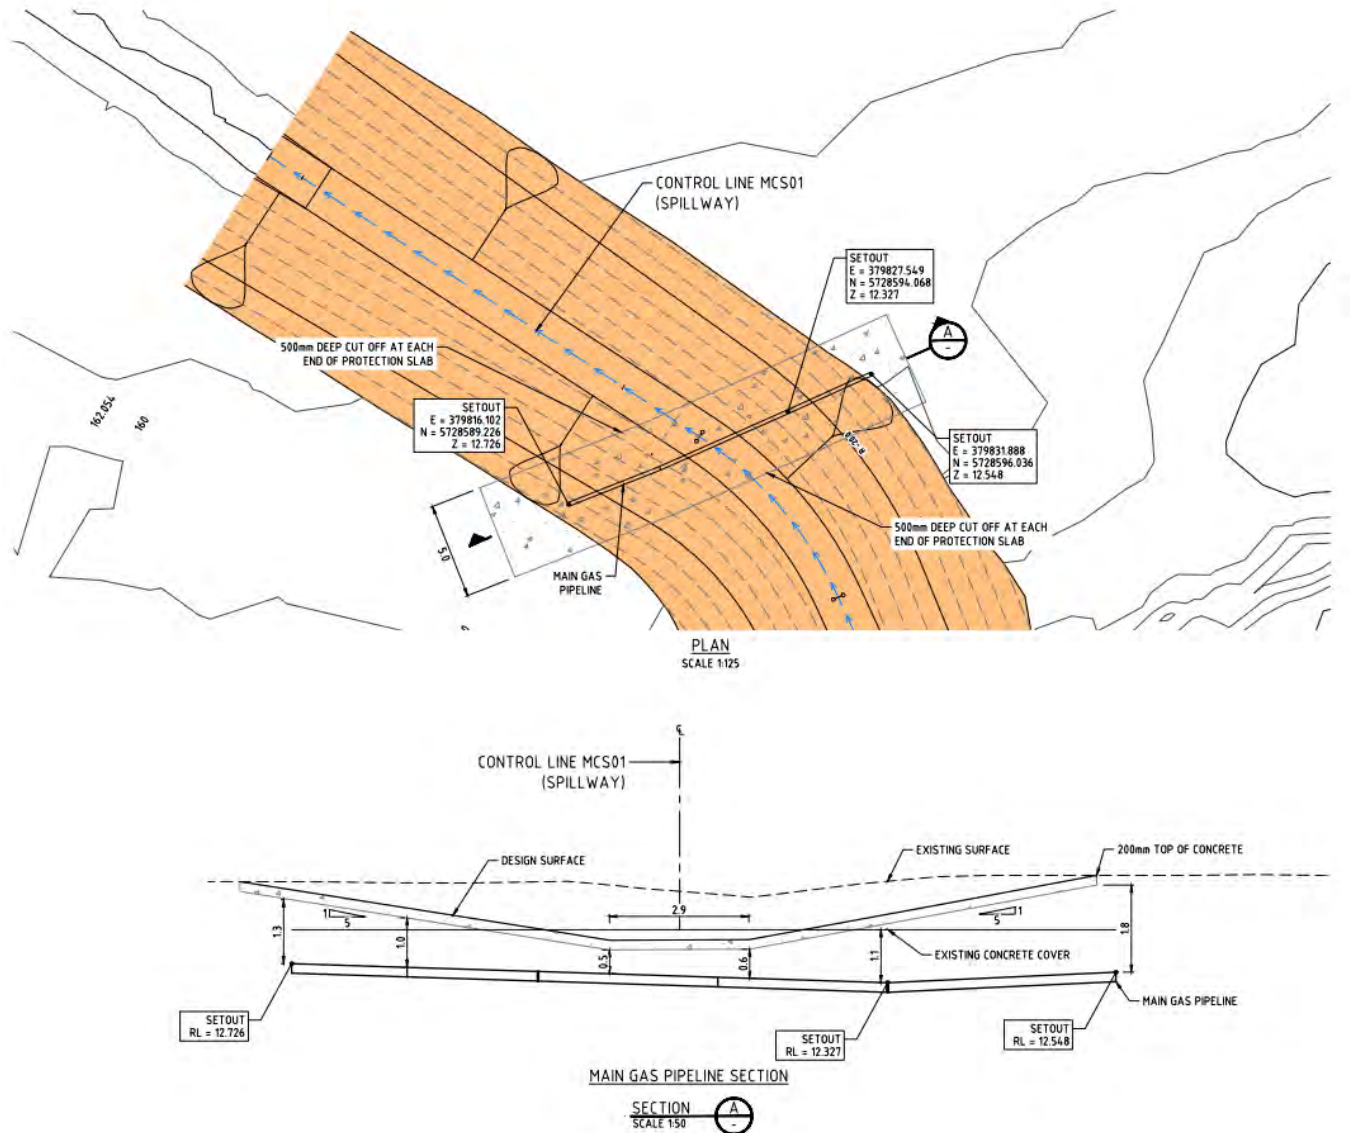 CONTROL LINE MCS01
(SPILLWAY)
SETOUT
E = 379827.549
N = 5728594.068
Z = 12.327
A
-
500mm DEEP CUT OFF AT EACH
END OF PROTECTION SLAB
SETOUT
E = 379816.102
N = 5728589.226
Z = 12.726
162.054
160
SETOUT
E = 379831.888
N = 5728596.036
Z = 12.548
500mm DEEP CUT OFF AT EACH
END OF PROTECTION SLAB
5.0
MAIN GAS
PIPELINE
PLAN
SCALE 1:125
CONTROL LINE MCS01
(SPILLWAY)
DESIGN SURFACE
EXISTING SURFACE
200mm TOP OF CONCRETE
2.9
1
5
1
5
1.3
1.0
0.5
0.6
1.1
1.8
EXISTING CONCRETE COVER
MAIN GAS PIPELINE
SETOUT
RL = 12.726
SETOUT
RL = 12.327
SETOUT
RL = 12.548
MAIN GAS PIPELINE SECTION
SECTION
SCALE 1:50
A
-